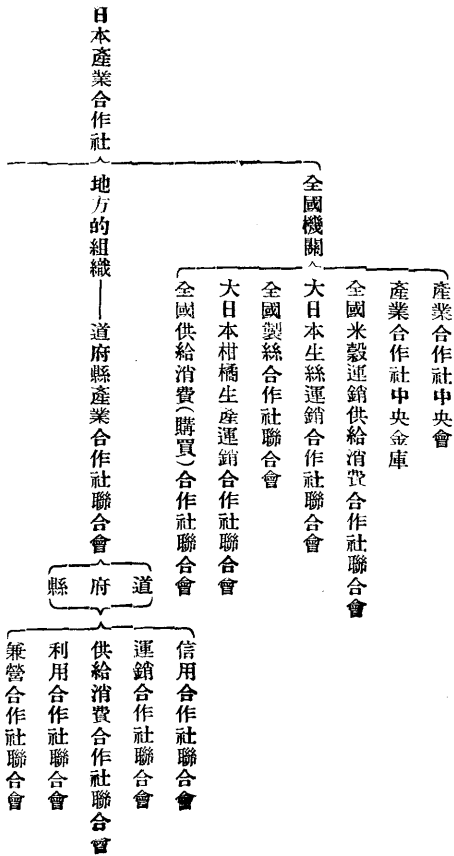 日本產業合作社
全國機關
產業合作社中央會
產業合作社中央金庫
全國米穀運銷供給消費合作社聯合會
大日本生絲運銷合作社聯合會
全國製絲合作社聯合會
大日本柑橘生產運銷合作社聯合會
全國供給消費(購買)合作社聯合會
地方的組織——道府縣產業合作社聯合會
道
府
縣
信用合作社聯合會
運銷合作社聯合會
供給消費合作社聯合會
利用合作社聯合會
兼營合作社聯合會